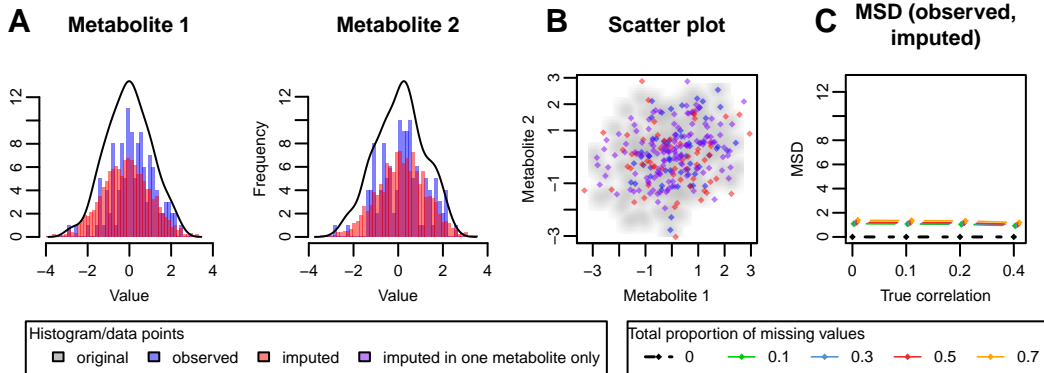 A
Metabolite 1
Metabolite 2
B
Scatter plot
C
MSD (observed,
imputed)
0 2 4 6 8 12
−4 −2 0 2 4
Value
Frequency
0 2 4 6 8 12
−4 −2 0 2 4
Value
Metabolite 2
−3 −1 1 2 3
−3 −1 1 2 3
Metabolite 1
MSD
0 2 4 6 8 12
0 0.1 0.2 0.4
True correlation
Histogram/data points
original observed imputed imputed in one metabolite only
Total proportion of missing values
0 0.1 0.3 0.5 0.7